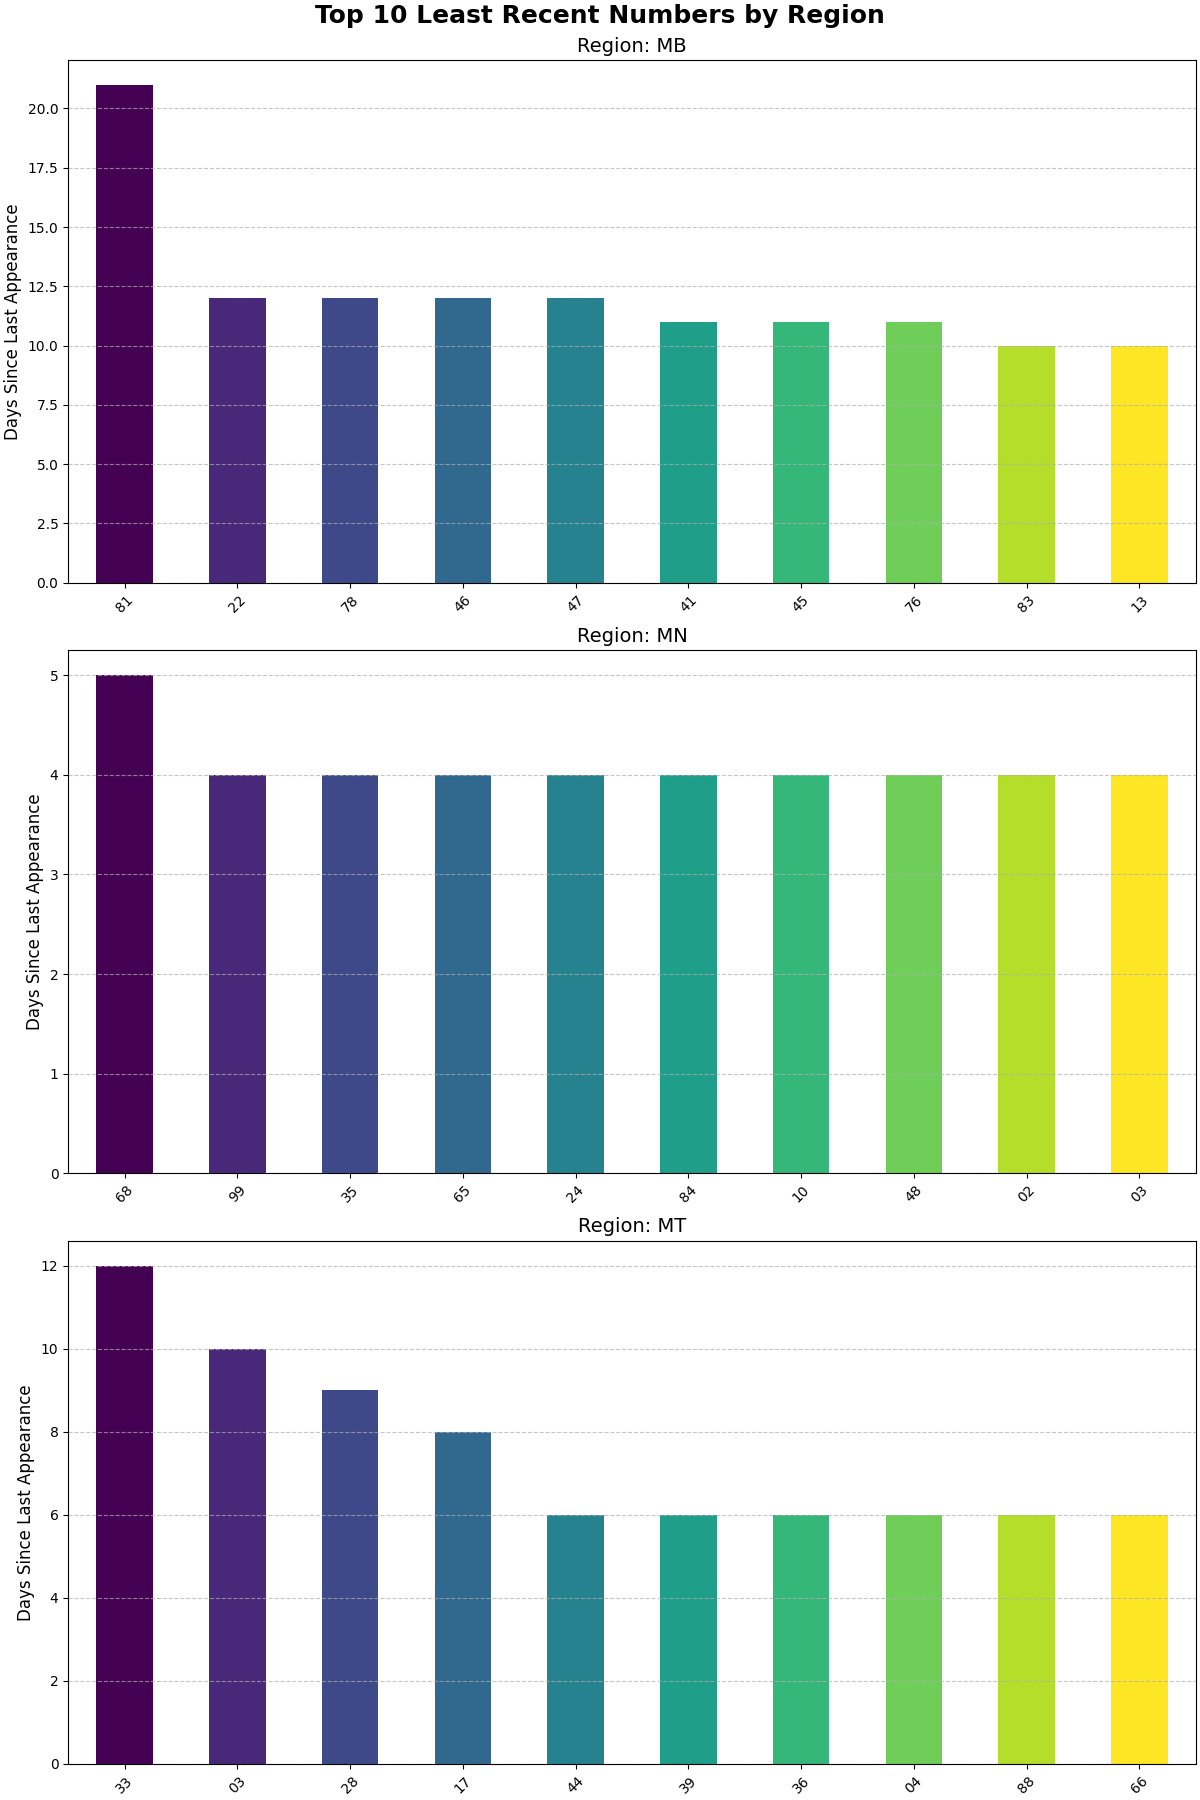 Top 10 Least Recent Numbers by Region
Region: MB
Days Since Last Appearance
20.0
17.5
15.0
12.5
10.0
7.5
5.0
2.5
0.0
81 22 78 46 47 41 45 76 83 13
Region: MN
Days Since Last Appearance
5
4
3
2
1
0
68 99 35 65 24 84 10 48 02 03
Region: MT
Days Since Last Appearance
12
10
8
6
4
2
0
33 03 28 17 44 39 36 04 88 66